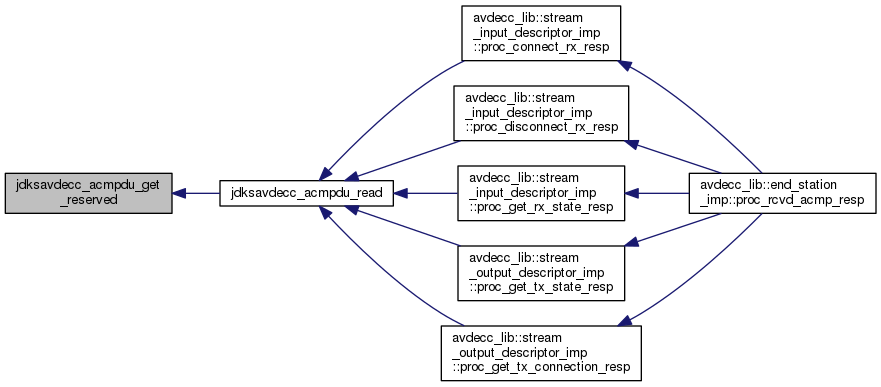 jdksavdecc_acmpdu_get
_reserved
jdksavdecc_acmpdu_read
avdecc_lib::stream
_input_descriptor_imp
::proc_connect_rx_resp
avdecc_lib::stream
_input_descriptor_imp
::proc_disconnect_rx_resp
avdecc_lib::stream
_input_descriptor_imp
::proc_get_rx_state_resp
avdecc_lib::stream
_output_descriptor_imp
::proc_get_tx_state_resp
avdecc_lib::stream
_output_descriptor_imp
::proc_get_tx_connection_resp
avdecc_lib::end_station
_imp::proc_rcvd_acmp_resp